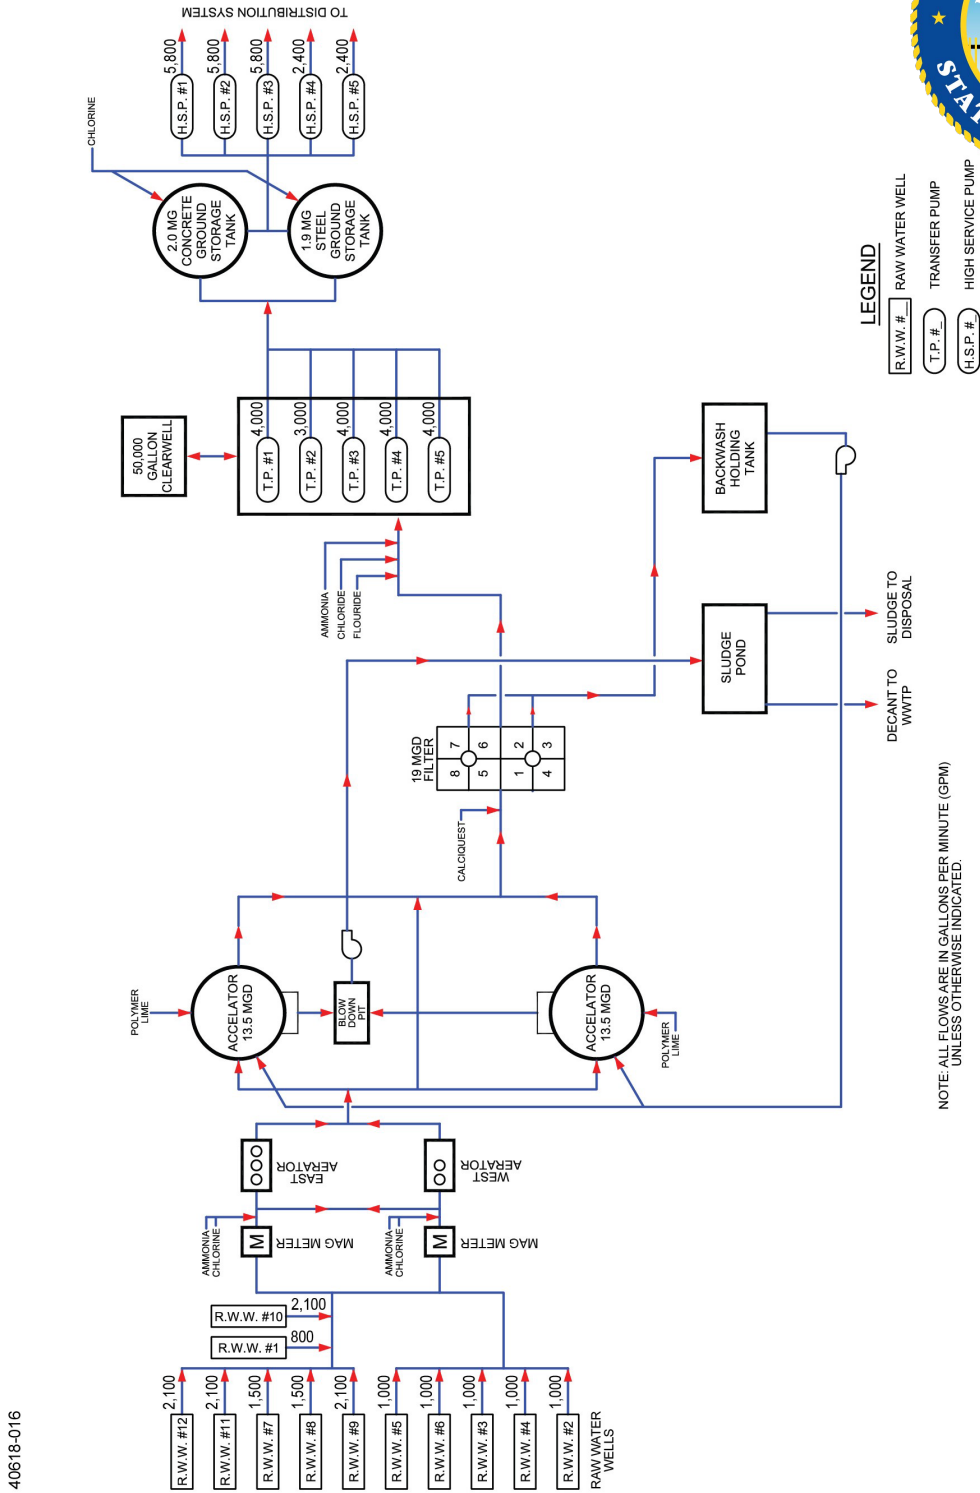 40618-016
R.W.W. #12
2,100
R.W.W. #11
2,100
R.W.W. #7
1,500
R.W.W. #8
1,500
R.W.W. #9
2,100
R.W.W. #1
800
R.W.W. #10
2,100
R.W.W. #5
1,000
R.W.W. #6
1,000
R.W.W. #3
1,000
R.W.W. #4
1,000
R.W.W. #2
1,000
RAW WATER
WELLS
AMMONIA
CHLORINE
M
MAG METER
AMMONIA
CHLORINE
M
MAG METER
EAST
AERATOR
WEST
AERATOR
POLYMER
LIME
ACCELATOR
13.5 MGD
BLOW
DOWN
PIT
ACCELATOR
13.5 MGD
POLYMER
LIME
CALCIQUEST
19 MGD
FILTER
8 7
5 6
1 2
4 3
AMMONIA
CHLORIDE
FLOURIDE
50,000
GALLON
CLEARWELL
T.P. #1
4,000
T.P. #2
3,000
T.P. #3
4,000
T.P. #4
4,000
T.P. #5
4,000
SLUDGE
POND
BACKWASH
HOLDING
TANK
DECANT TO
WWTP
SLUDGE TO
DISPOSAL
CHLORINE
2.0 MG
CONCRETE
GROUND
STORAGE
TANK
1.9 MG
STEEL
GROUND
STORAGE
TANK
H.S.P. #1
5,800
H.S.P. #2
5,800
H.S.P. #3
5,800
H.S.P. #4
2,400
H.S.P. #5
2,400
TO DISTRIBUTION SYSTEM
LEGEND
R.W.W. #__ RAW WATER WELL
T.P. #_ TRANSFER PUMP
H.S.P. #_ HIGH SERVICE PUMP
NOTE: ALL FLOWS ARE IN GALLONS PER MINUTE (GPM)
UNLESS OTHERWISE INDICATED.